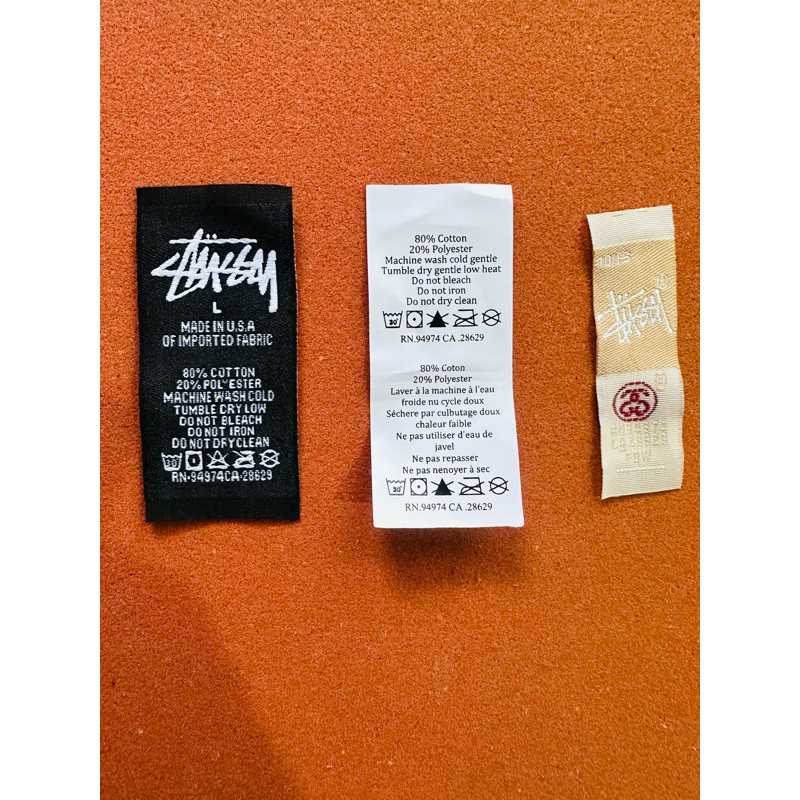 STÜSSY
L
MADE IN U.S.A
OF IMPORTED FABRIC
80% COTTON
20% POLYESTER
MACHINE WASH COLD
TUMBLE DRY LOW
DO NOT BLEACH
DO NOT IRON
DO NOT DRYCLEAN
30
RN-94974CA-28629
80% Cotton
20% Polyester
Machine wash cold gentle
Tumble dry gentle low heat
Do not bleach
Do not iron
Do not dry clean
30
RN.94974 CA .28629
80% Coton
20% Polyester
Laver à la machine à l'eau
froide nu cycle doux
Séchere par culbutage doux
chaleur faible
Ne pas utiliser d'eau de
javel
Ne pas repasser
Ne pas nenoyer à sec
30
RN.94974 CA .28629
STÜSSY